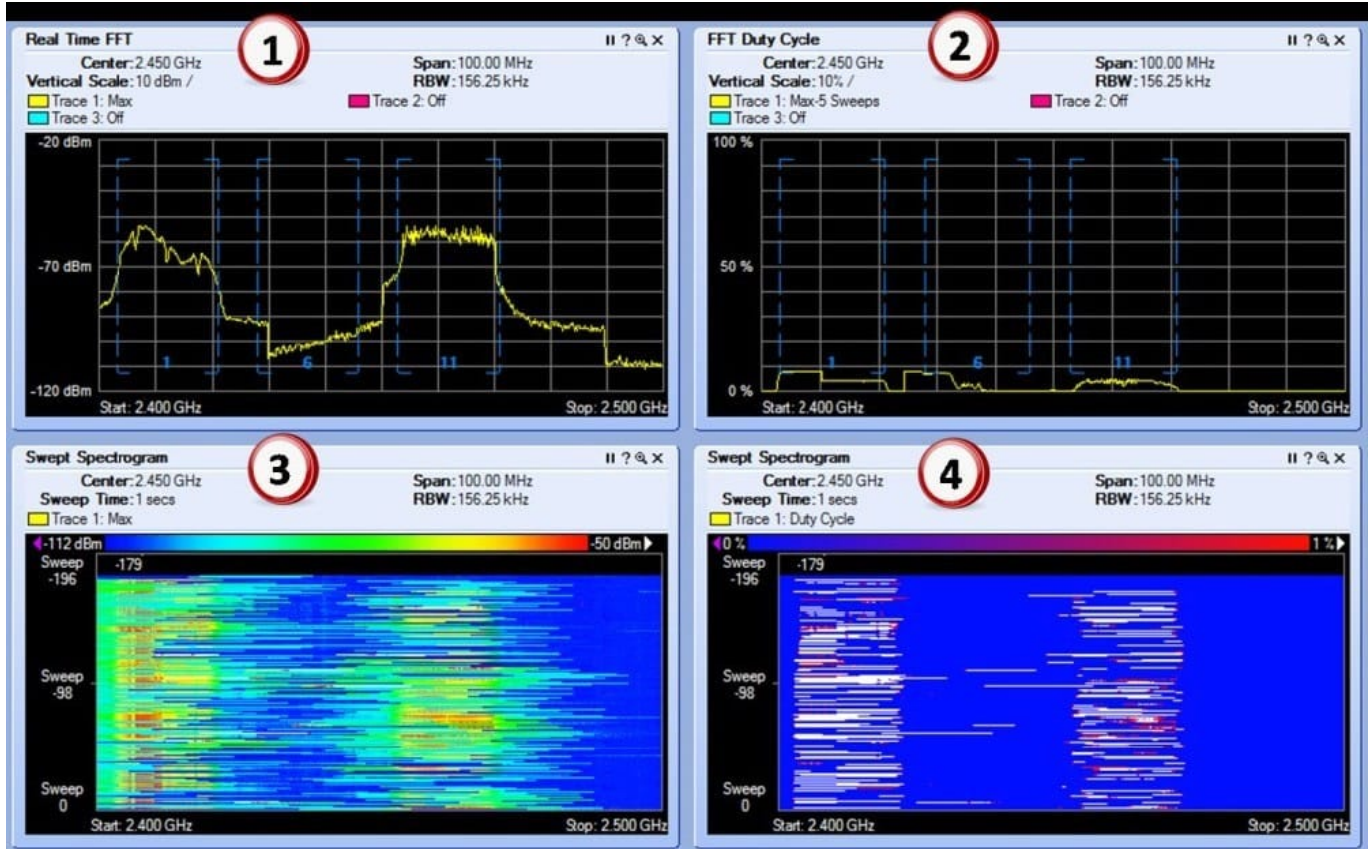 Real Time FFT
1
Center: 2.450 GHz
Span: 100.00 MHz
Vertical Scale: 10 dBm /
RBW: 156.25 kHz
Trace 1: Max
Trace 2: Off
Trace 3: Off
-20 dBm
-70 dBm
-120 dBm
1
6
11
Start: 2.400 GHz
Stop: 2.500 GHz
FFT Duty Cycle
2
Center: 2.450 GHz
Span: 100.00 MHz
Vertical Scale: 10% /
RBW: 156.25 kHz
Trace 1: Max-5 Sweeps
Trace 2: Off
Trace 3: Off
100 %
50 %
0 %
1
6
11
Start: 2.400 GHz
Stop: 2.500 GHz
Swept Spectrogram
3
Center: 2.450 GHz
Span: 100.00 MHz
Sweep Time: 1 secs
RBW: 156.25 kHz
Trace 1: Max
-112 dBm
-50 dBm
Sweep
-196
-179
Sweep
-98
Sweep
0
Start: 2.400 GHz
Stop: 2.500 GHz
Swept Spectrogram
4
Center: 2.450 GHz
Span: 100.00 MHz
Sweep Time: 1 secs
RBW: 156.25 kHz
Trace 1: Duty Cycle
0 %
1 %
Sweep
-196
-179
Sweep
-98
Sweep
0
Start: 2.400 GHz
Stop: 2.500 GHz